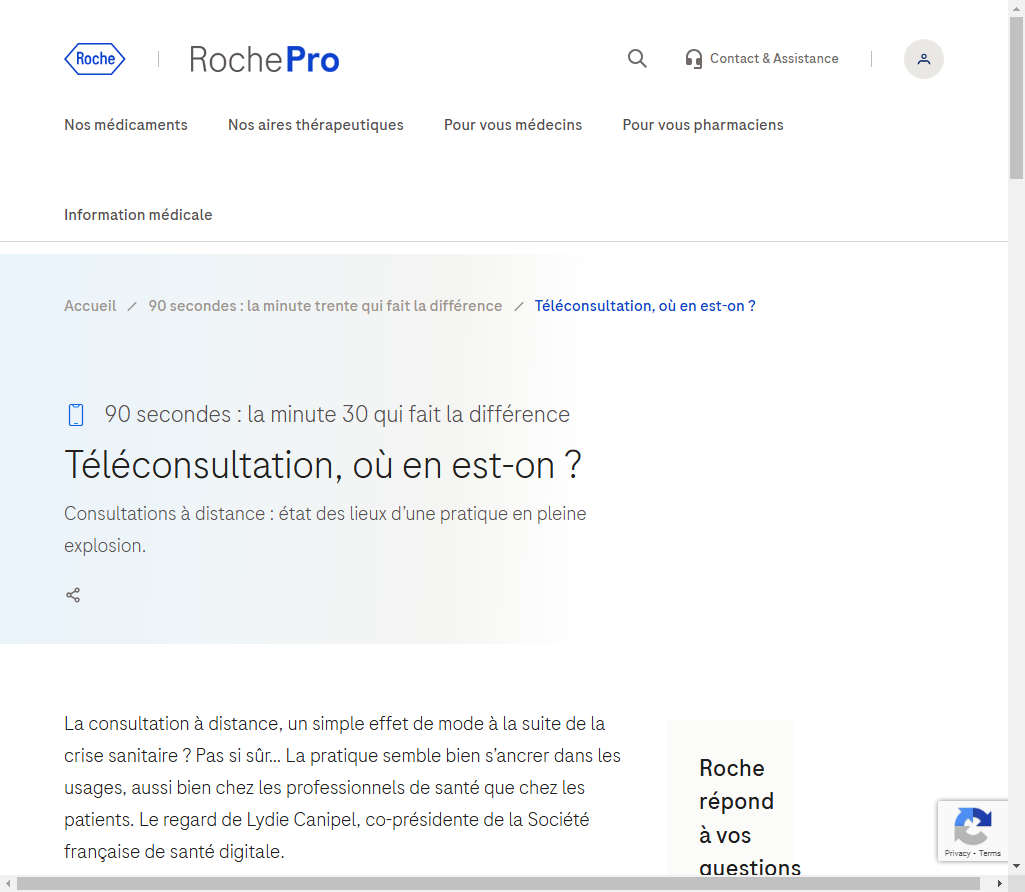 Roche
RochePro
Contact & Assistance
Nos médicaments
Nos aires thérapeutiques
Pour vous médecins
Pour vous pharmaciens
Information médicale
Accueil / 90 secondes : la minute trente qui fait la différence / Téléconsultation, où en est-on ?
90 secondes : la minute 30 qui fait la différence
Téléconsultation, où en est-on ?
Consultations à distance : état des lieux d’une pratique en pleine
explosion.
La consultation à distance, un simple effet de mode à la suite de la
crise sanitaire ? Pas si sûr… La pratique semble bien s’ancrer dans les
usages, aussi bien chez les professionnels de santé que chez les
patients. Le regard de Lydie Canipel, co-présidente de la Société
française de santé digitale.
Roche
répond
à vos
questions
Privacy - Terms